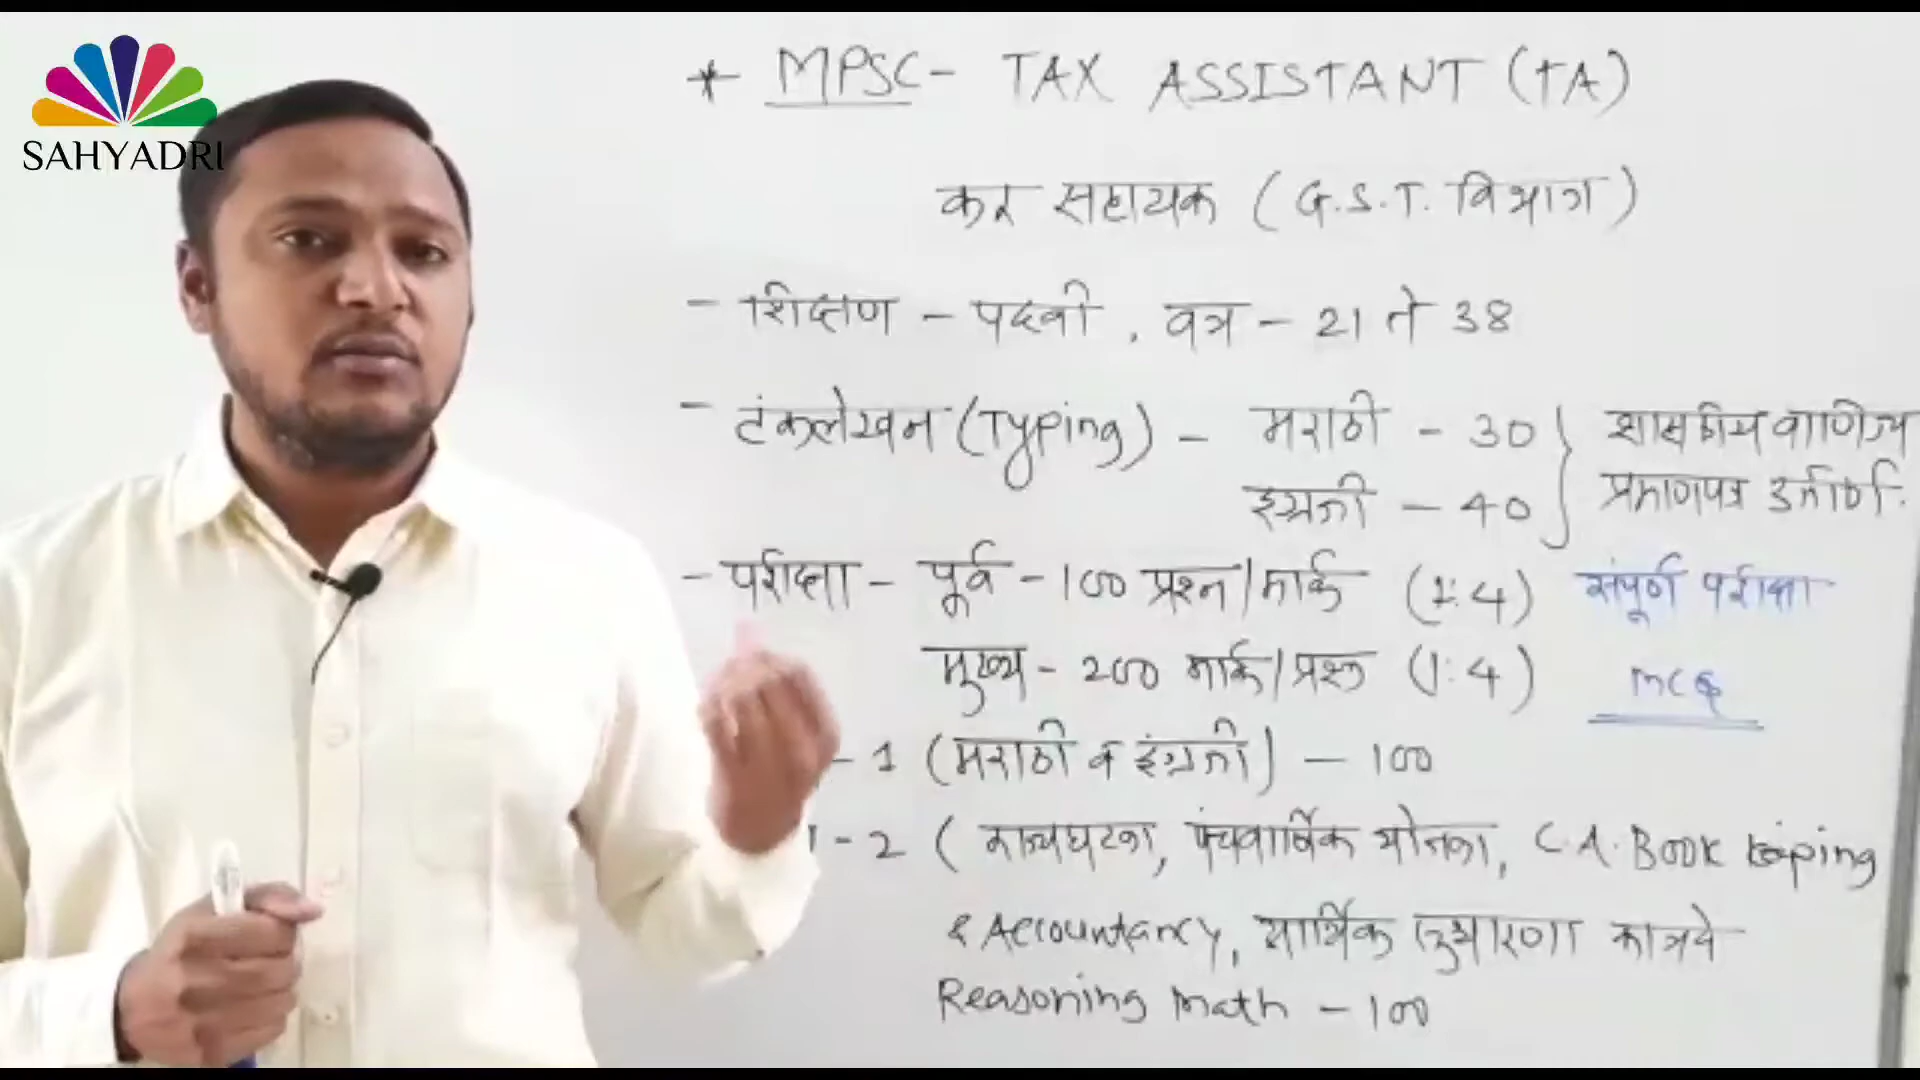 SAHYADRI
* MPSC - TAX ASSISTANT (TA)
कर सहायक (G.S.T. विभाग)
- शिक्षण - पदवी , वय - 21 ते 38
- टंकलेखन (Typing) - मराठी - 30 } शासकीय वाणिज्य
इंग्रजी - 40 } प्रमाणपत्र उत्तीर्ण.
- परीक्षा - पूर्व - 100 प्रश्न/मार्क (1:4) संपूर्ण परीक्षा
मुख्य - 200 मार्क/प्रश्न (1:4) MCQ
- 1 (मराठी व इंग्रजी) - 100
- 2 ( राज्यघटना, पंचवार्षिक योजना, C.A. Book keeping
& Accountancy, आर्थिक सुधारणा कायदे
Reasoning Math - 100